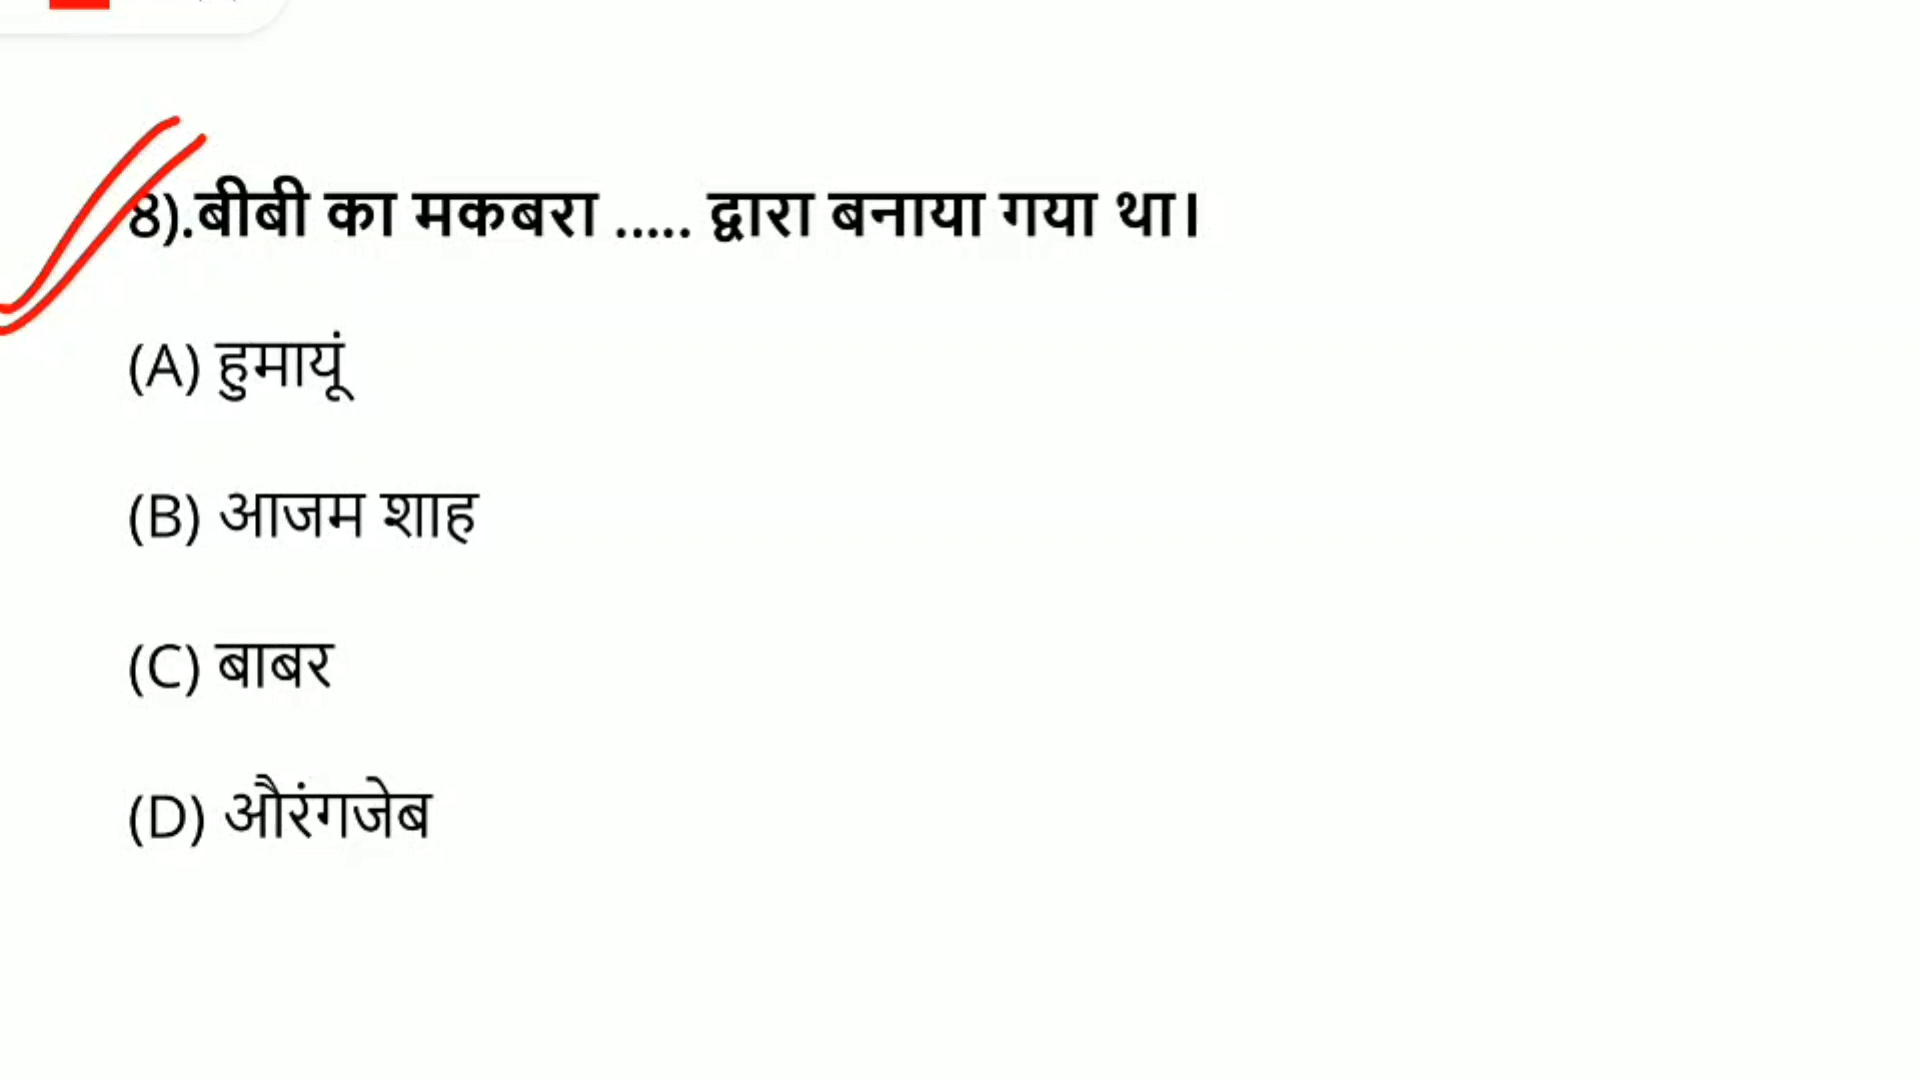 8).बीबी का मकबरा ..... द्वारा बनाया गया था।
(A) हुमायूं
(B) आजम शाह
(C) बाबर
(D) औरंगजेब